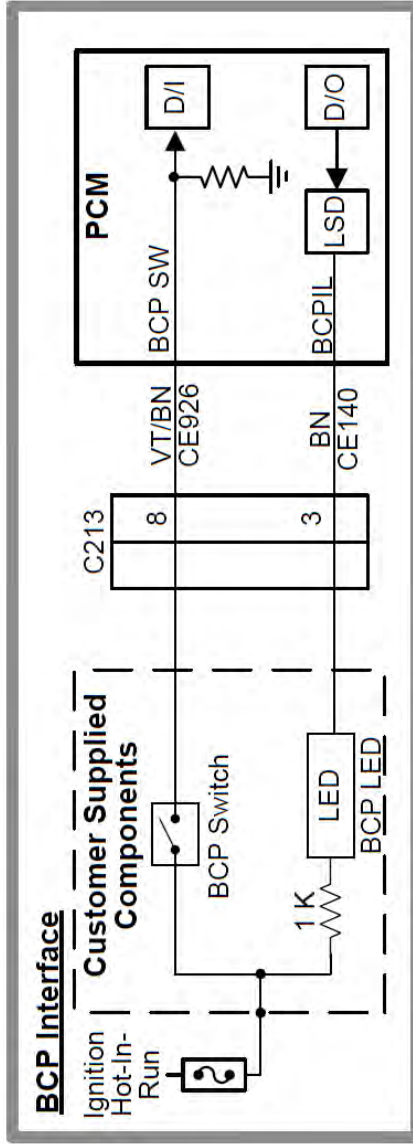 BCP Interface
Ignition
Hot-In-
Run
Customer Supplied
Components
BCP Switch
1 K
LED
BCP LED
C213
8
3
VT/BN
CE926
BN
CE140
PCM
BCP SW
D/I
BCPIL
LSD
D/O